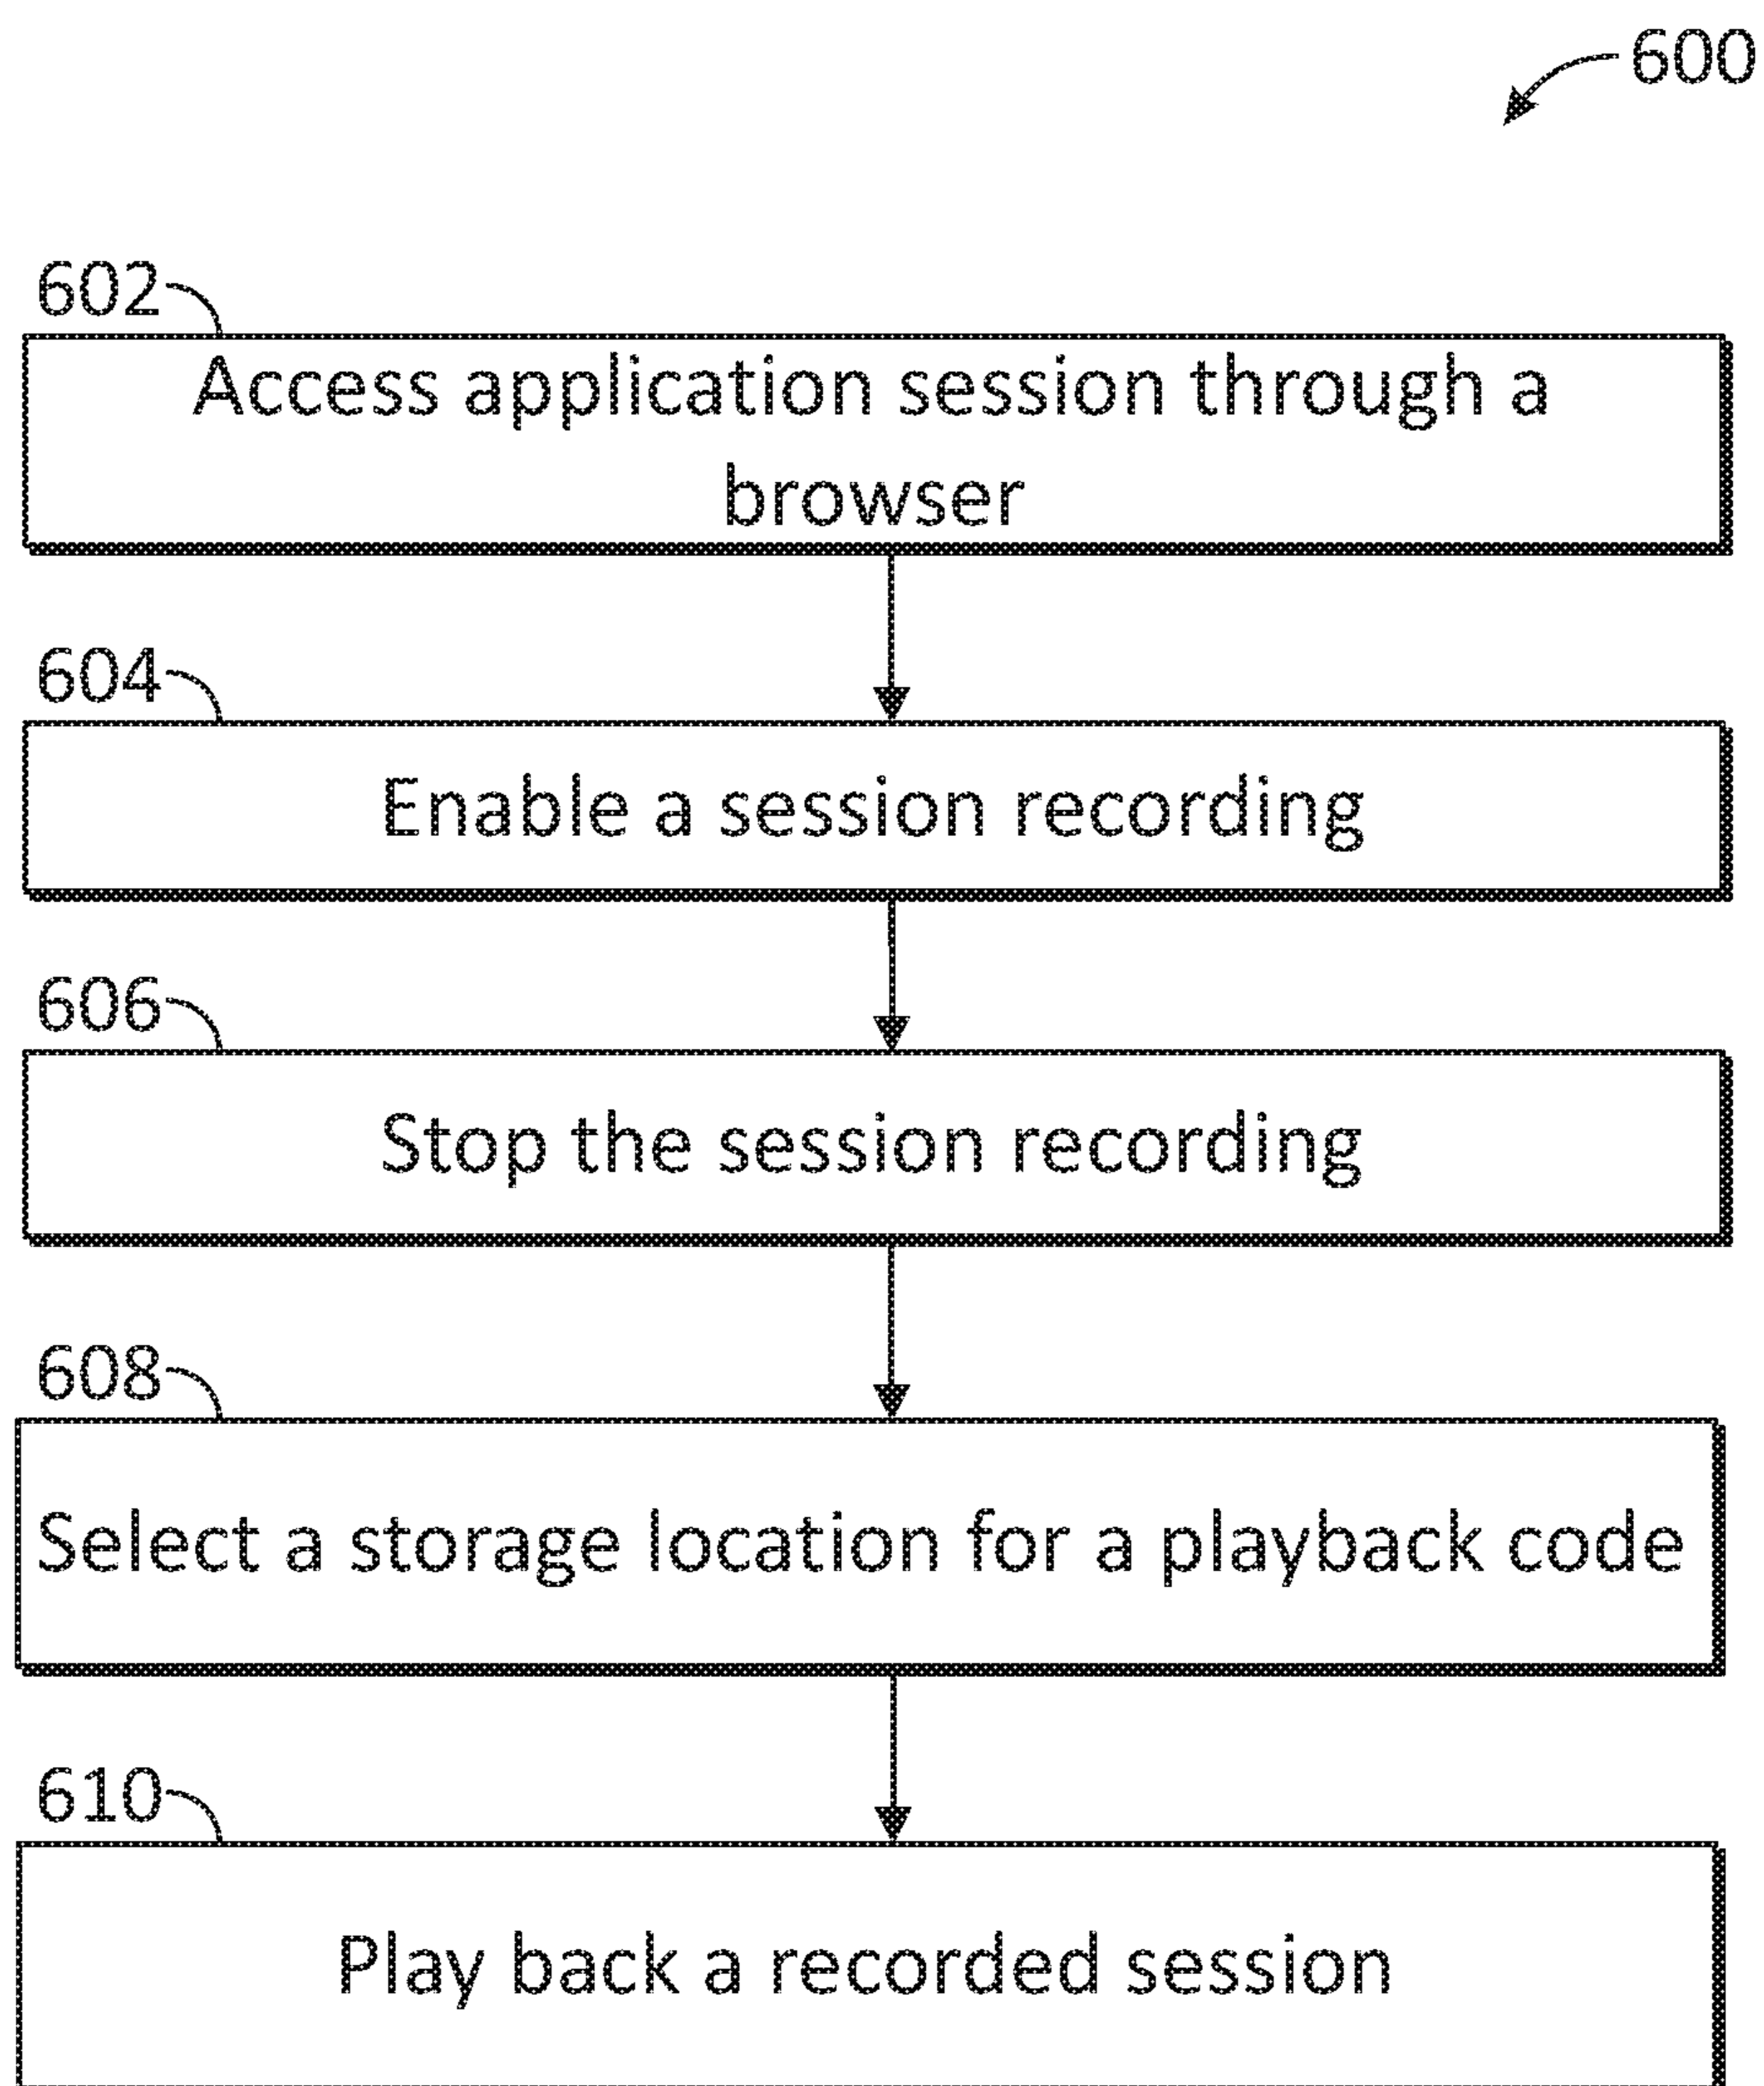 600
602
Access application session through a
browser
604
Enable a session recording
606
Stop the session recording
608
Select a storage location for a playback code
610
Play back a recorded session